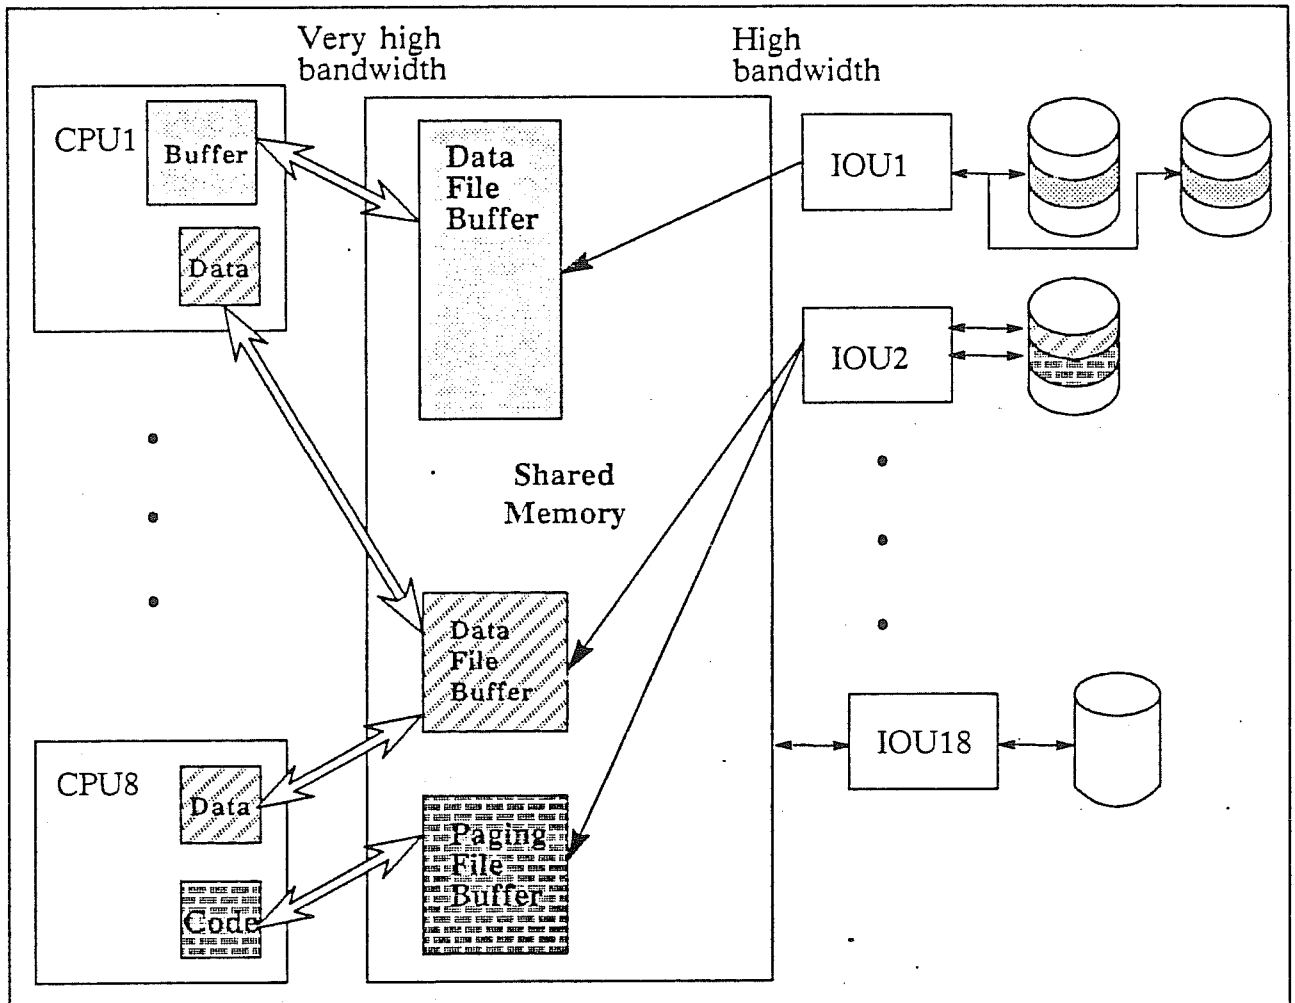 Very high
bandwidth
High
bandwidth
CPU1
Buffer
Data
Data
File
Buffer
IOU1
IOU2
Shared
Memory
Data
File
Buffer
IOU18
CPU8
Data
Code
Paging
File
Buffer